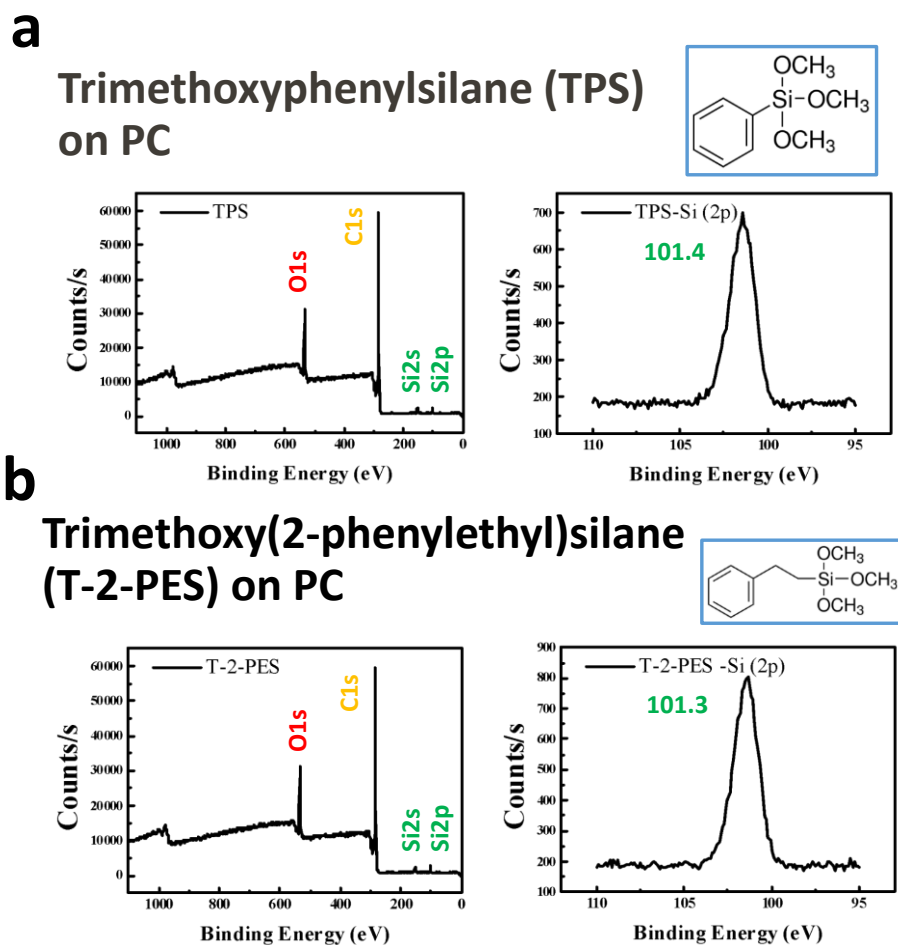 a
Trimethoxyphenylsilane (TPS)
on PC
OCH3
Si
OCH3
OCH3
TPS
60000
50000
40000
30000
20000
10000
0
1000
800
600
400
200
0
O1s
C1s
Si2s
Si2p
Counts/s
Binding Energy (eV)
TPS-Si (2p)
101.4
700
600
500
400
300
200
100
110
105
100
95
Counts/s
Binding Energy (eV)
b
Trimethoxy(2-phenylethyl)silane
(T-2-PES) on PC
OCH3
Si
OCH3
OCH3
T-2-PES
60000
50000
40000
30000
20000
10000
0
1000
800
600
400
200
0
O1s
C1s
Si2s
Si2p
Counts/s
Binding Energy (eV)
T-2-PES -Si (2p)
101.3
900
800
700
600
500
400
300
200
100
110
105
100
95
Counts/s
Binding Energy (eV)